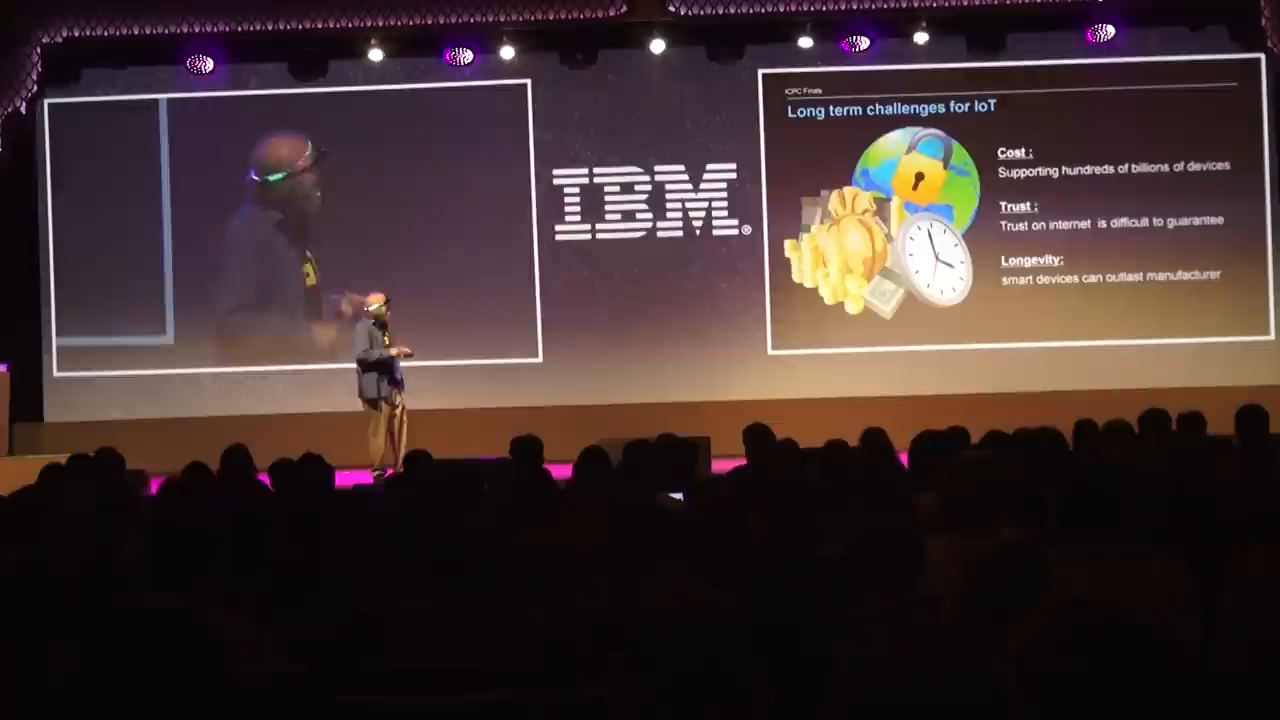 IBM®
ICPC Finals
Long term challenges for IoT
Cost :
Supporting hundreds of billions of devices
Trust :
Trust on internet is difficult to guarantee
Longevity:
smart devices can outlast manufacturer